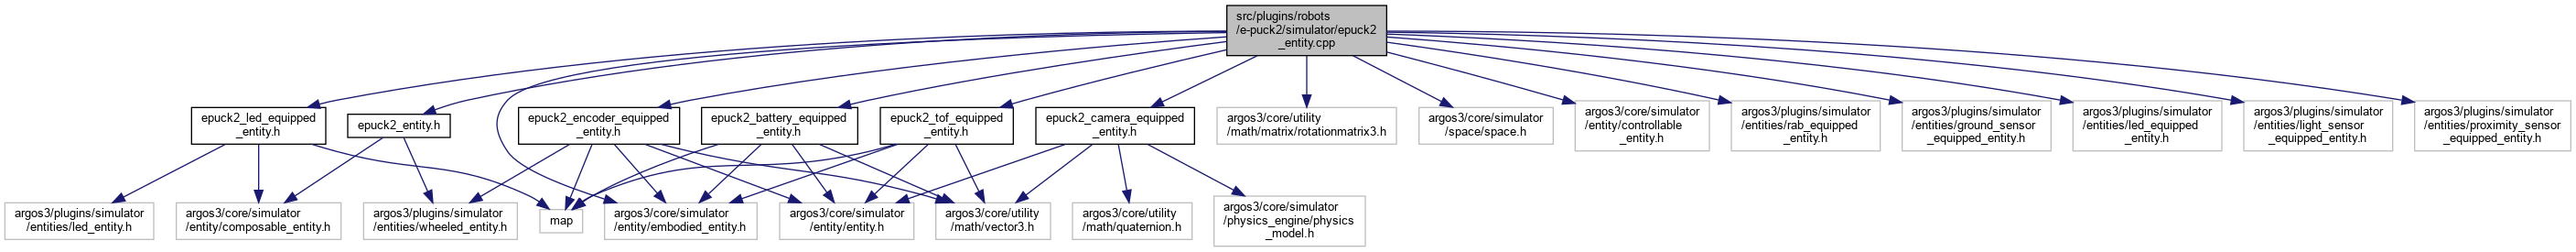 src/plugins/robots
/e-puck2/simulator/epuck2
_entity.cpp
epuck2_led_equipped
_entity.h
epuck2_entity.h
epuck2_encoder_equipped
_entity.h
epuck2_battery_equipped
_entity.h
epuck2_tof_equipped
_entity.h
epuck2_camera_equipped
_entity.h
argos3/core/utility
/math/matrix/rotationmatrix3.h
argos3/core/simulator
/space/space.h
argos3/core/simulator
/entity/controllable
_entity.h
argos3/plugins/simulator
/entities/rab_equipped
_entity.h
argos3/plugins/simulator
/entities/ground_sensor
_equipped_entity.h
argos3/plugins/simulator
/entities/led_equipped
_entity.h
argos3/plugins/simulator
/entities/light_sensor
_equipped_entity.h
argos3/plugins/simulator
/entities/proximity_sensor
_equipped_entity.h
argos3/plugins/simulator
/entities/led_entity.h
argos3/core/simulator
/entity/composable_entity.h
argos3/plugins/simulator
/entities/wheeled_entity.h
map
argos3/core/simulator
/entity/embodied_entity.h
argos3/core/simulator
/entity/entity.h
argos3/core/utility
/math/vector3.h
argos3/core/utility
/math/quaternion.h
argos3/core/simulator
/physics_engine/physics
_model.h